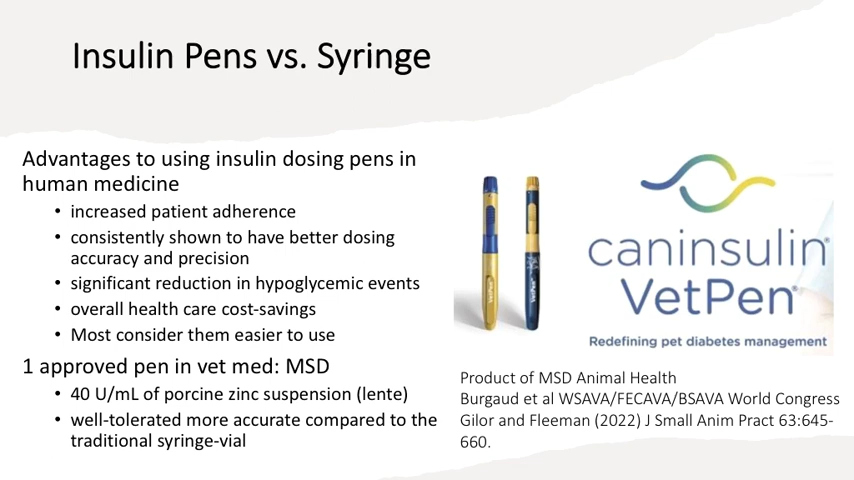 Insulin Pens vs. Syringe
Advantages to using insulin dosing pens in
human medicine
• increased patient adherence
• consistently shown to have better dosing
accuracy and precision
• significant reduction in hypoglycemic events
• overall health care cost-savings
• Most consider them easier to use
1 approved pen in vet med: MSD
• 40 U/mL of porcine zinc suspension (lente)
• well-tolerated more accurate compared to the
traditional syringe-vial
VetPen
VetPen
caninsulin®
VetPen®
Redefining pet diabetes management
Product of MSD Animal Health
Burgaud et al WSAVA/FECAVA/BSAVA World Congress
Gilor and Fleeman (2022) J Small Anim Pract 63:645-
660.